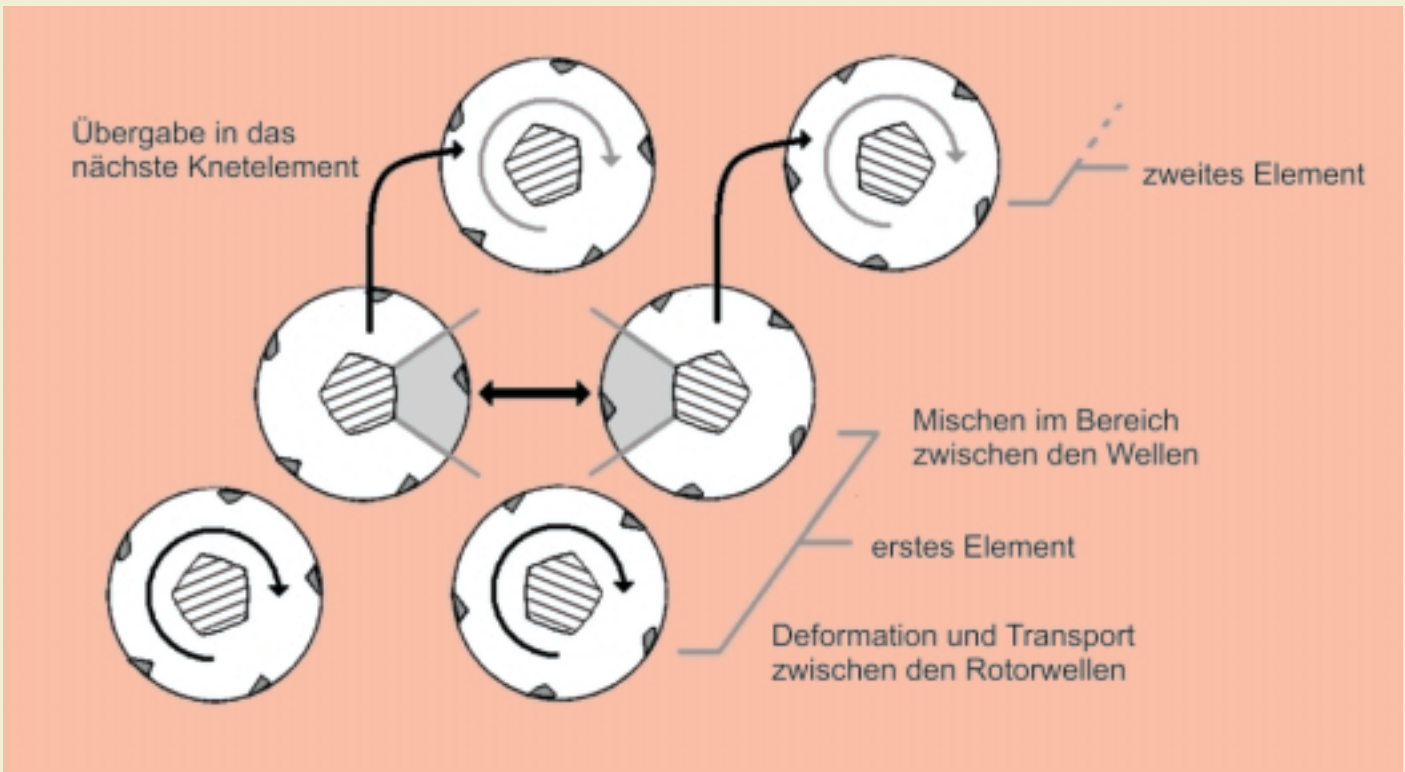 Übergabe in das
nächste Knetelement
zweites Element
Mischen im Bereich
zwischen den Wellen
erstes Element
Deformation und Transport
zwischen den Rotorwellen